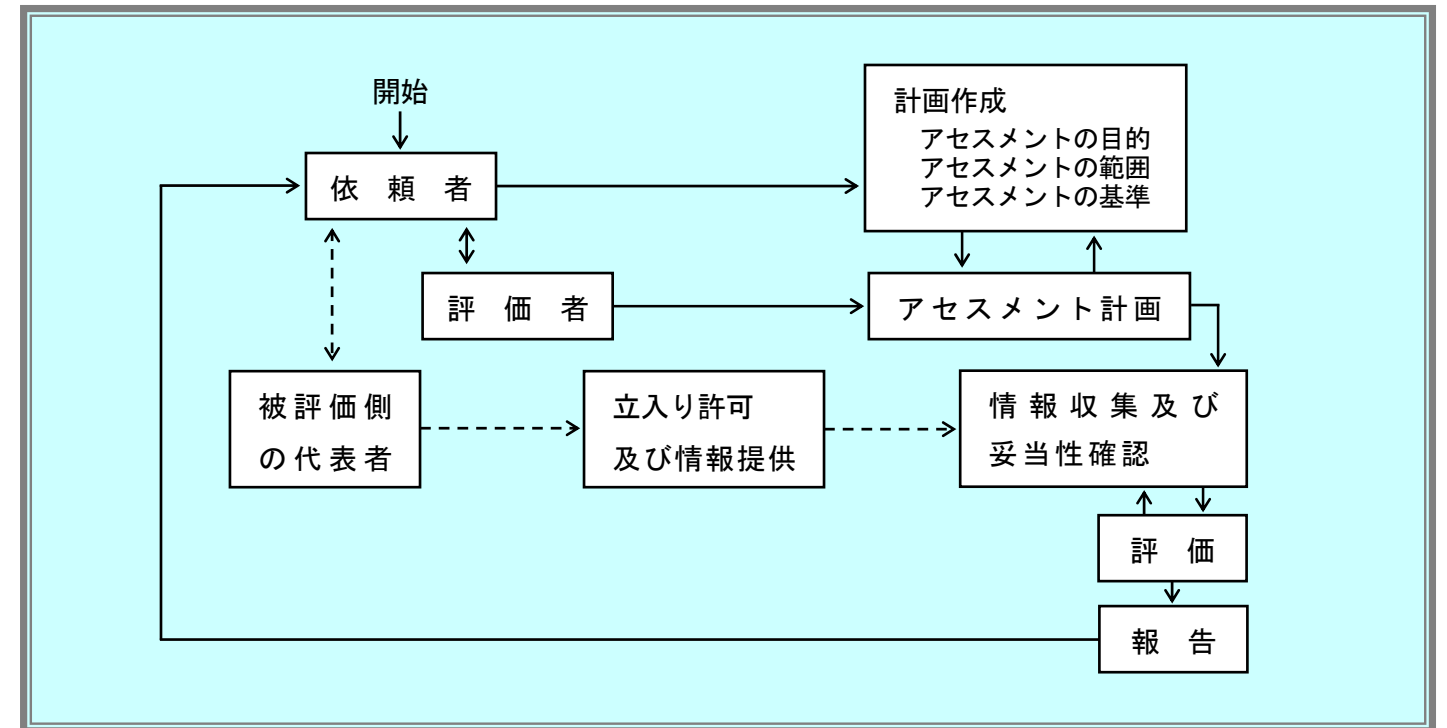 開始
計画作成
アセスメントの目的
アセスメントの範囲
アセスメントの基準
依頼者
評価者
アセスメント計画
被評価側
の代表者
立入り許可
及び情報提供
情報収集及び
妥当性確認
評価
報告